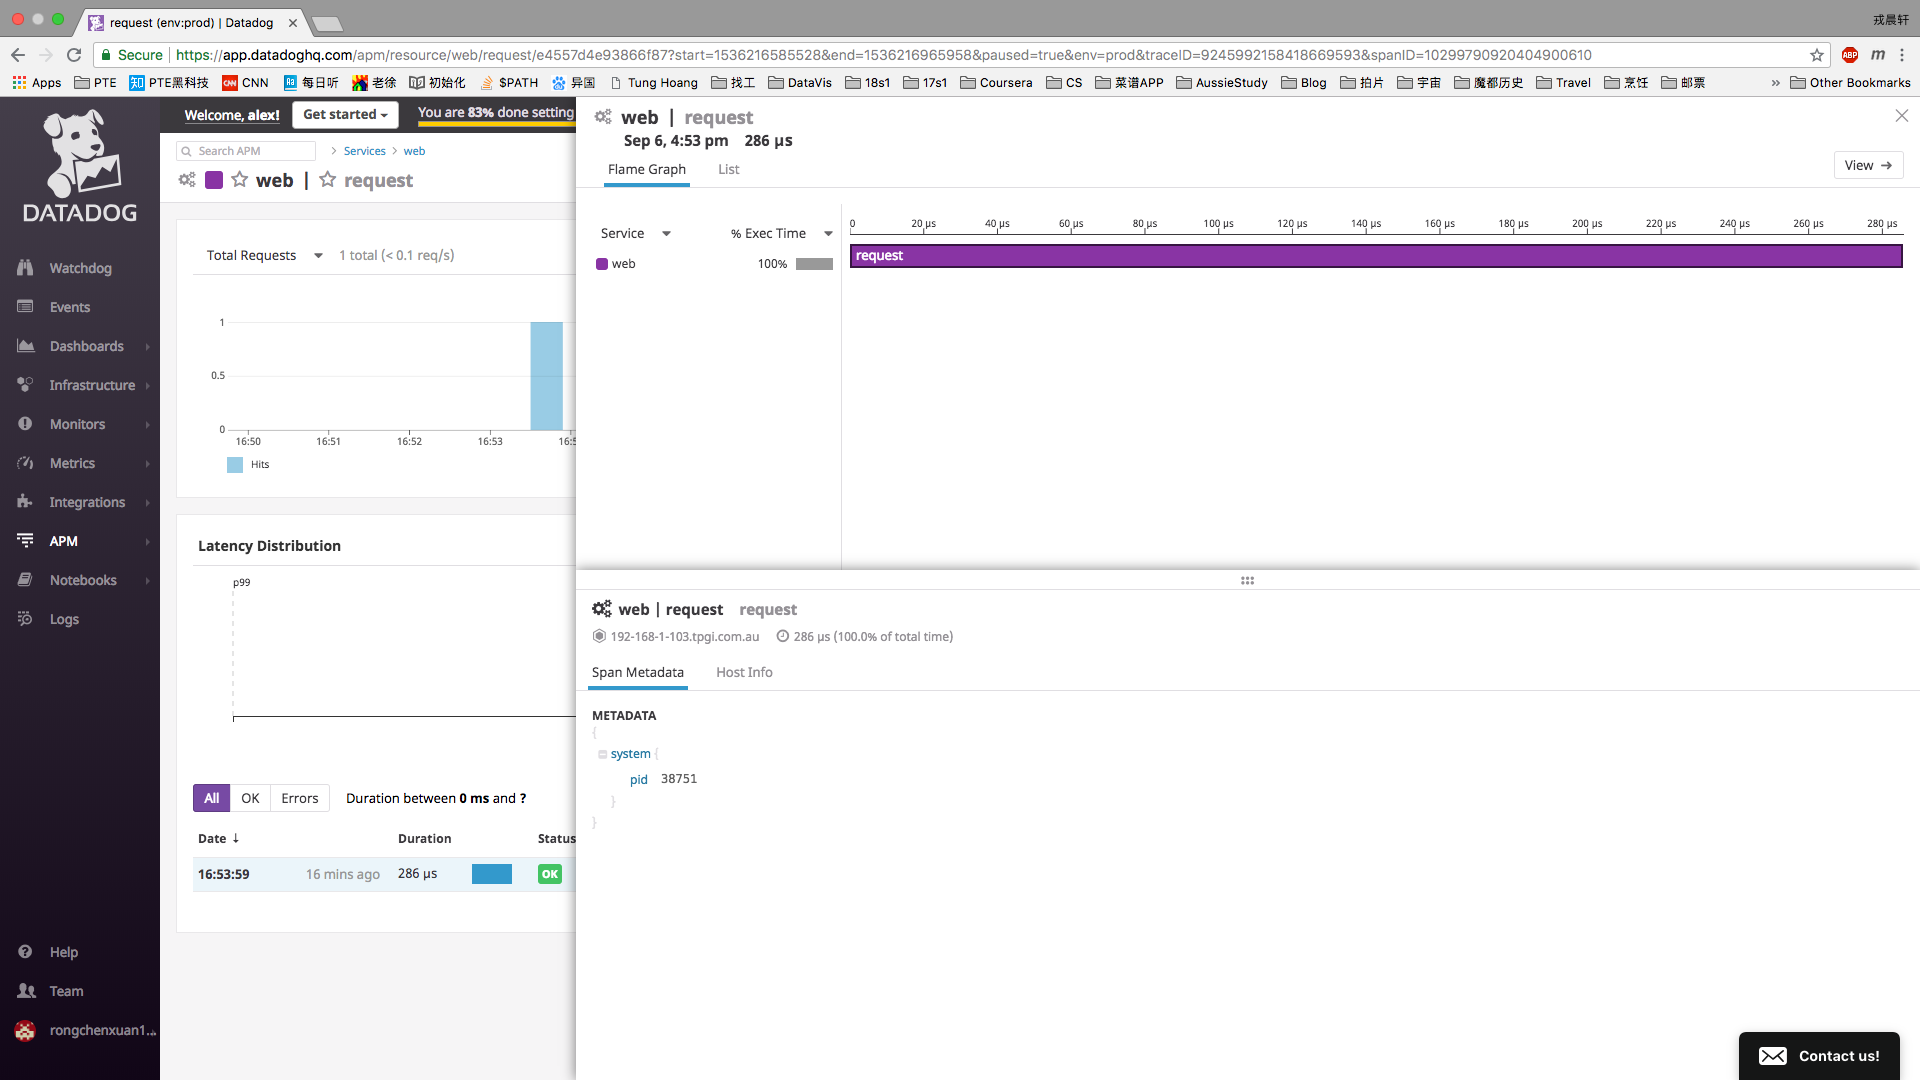 request (env:prod) | Datadog
戎晨轩
Secure | https://app.datadoghq.com/apm/resource/web/request/e4557d4e93866f87?start=1536216585528&end=1536216965958&paused=true&env=prod&traceID=9245992158418669593&spanID=10299790920404900610
ABP m
Apps PTE 知 PTE黑科技 CNN CNN 每日听 老徐 初始化 $PATH 异国 Tung Hoang 找工 DataVis 18s1 17s1 Coursera CS 菜谱APP AussieStudy Blog 拍片 宇宙 魔都历史 Travel 烹饪 邮票 » Other Bookmarks
DATADOG
Watchdog
Events
Dashboards
Infrastructure
Monitors
Metrics
Integrations
APM
Notebooks
Logs
Help
Team
rongchenxuan1...
Welcome, alex! Get started You are 83% done setting
Search APM > Services > web
web | request
Total Requests 1 total (< 0.1 req/s)
1
0.5
0
16:50 16:51 16:52 16:53 16:5
Hits
Latency Distribution
p99
All OK Errors Duration between 0 ms and ?
Date ↓ Duration Status
16:53:59 16 mins ago 286 µs OK
web | request
Sep 6, 4:53 pm 286 µs
Flame Graph List
View →
Service % Exec Time
web 100%
0 20 µs 40 µs 60 µs 80 µs 100 µs 120 µs 140 µs 160 µs 180 µs 200 µs 220 µs 240 µs 260 µs 280 µs
request
web | request request
192-168-1-103.tpgi.com.au 286 µs (100.0% of total time)
Span Metadata Host Info
METADATA
{
system {
pid 38751
}
}
Contact us!